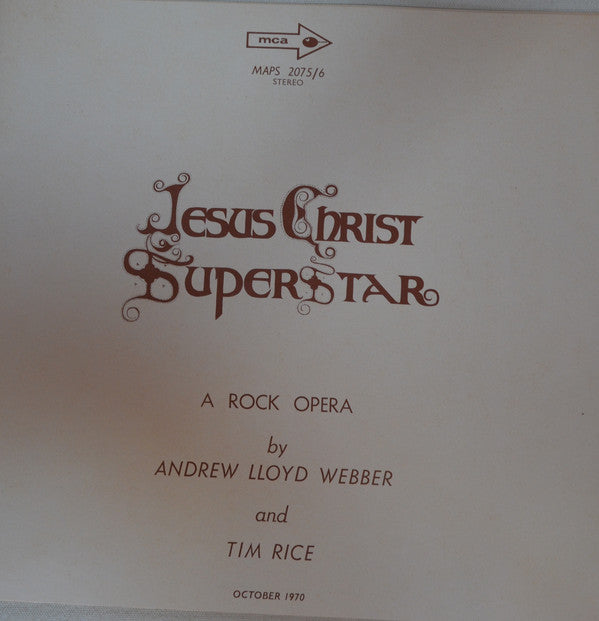 mca
MAPS 2075/6
STEREO
JESUS CHRIST
SUPERSTAR
A ROCK OPERA
by
ANDREW LLOYD WEBBER
and
TIM RICE
OCTOBER 1970